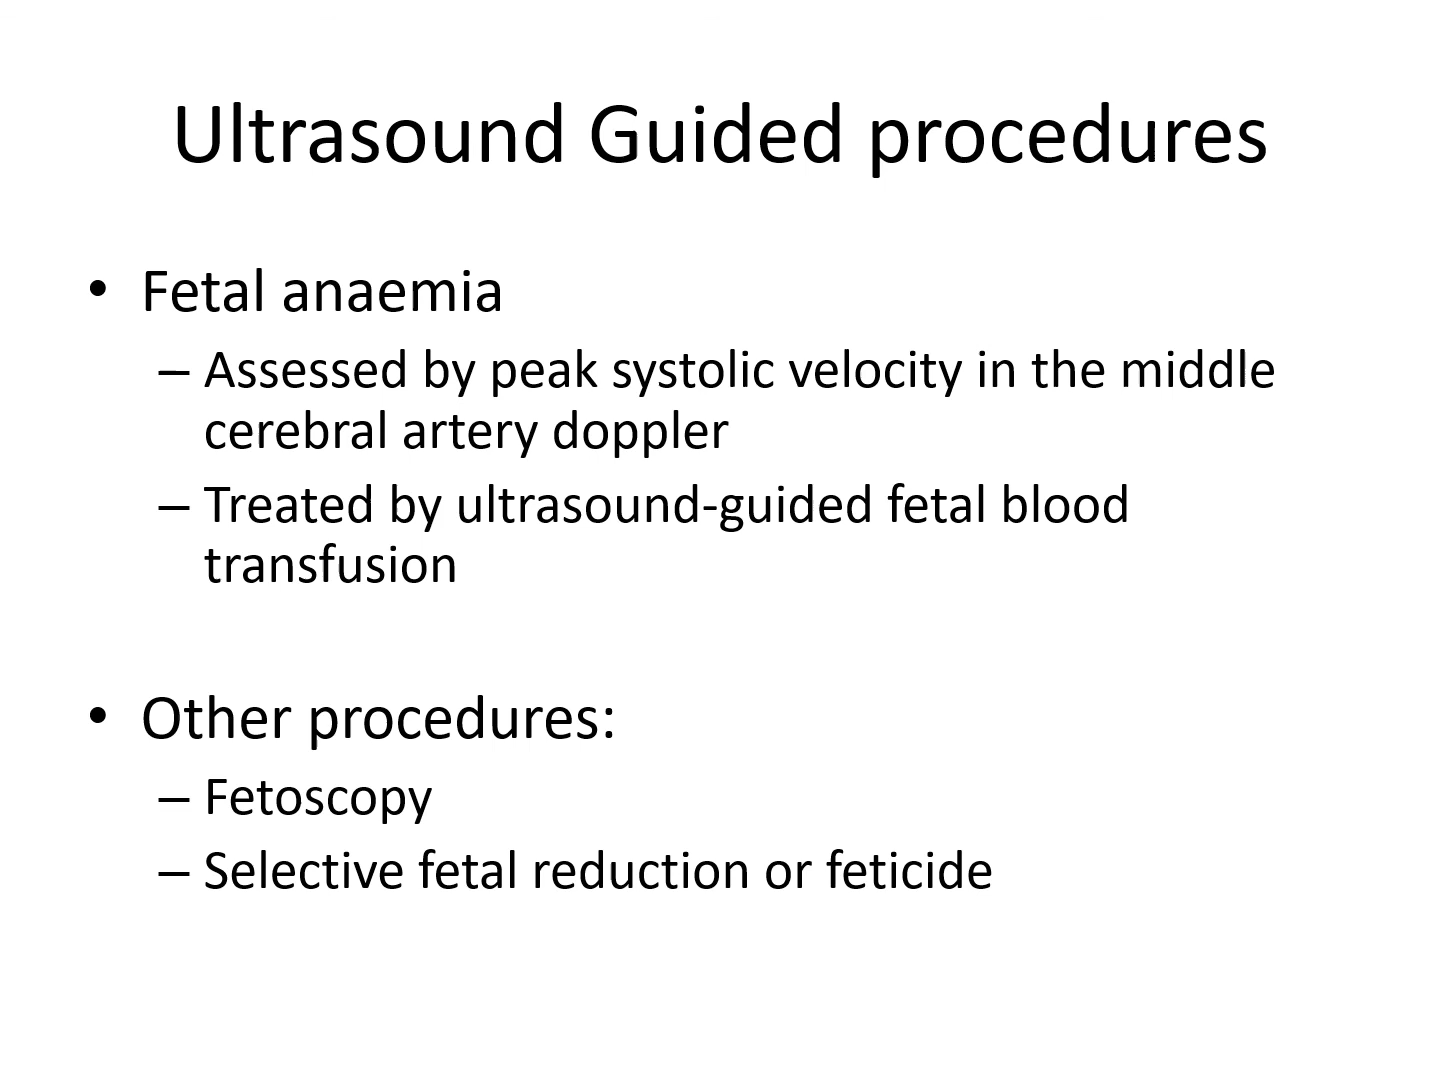 Ultrasound Guided procedures
• Fetal anaemia
– Assessed by peak systolic velocity in the middle
cerebral artery doppler
– Treated by ultrasound-guided fetal blood
transfusion
• Other procedures:
– Fetoscopy
– Selective fetal reduction or feticide